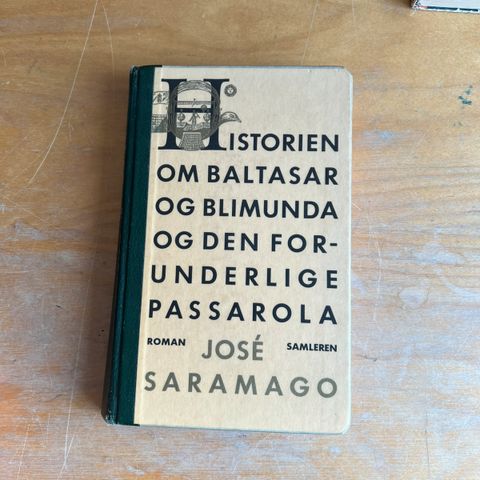 HISTORIEN
OM BALTASAR
OG BLIMUNDA
OG DEN FOR-
UNDERLIGE
PASSAROLA
ROMAN JOSÉ SAMLEREN
SARAMAGO